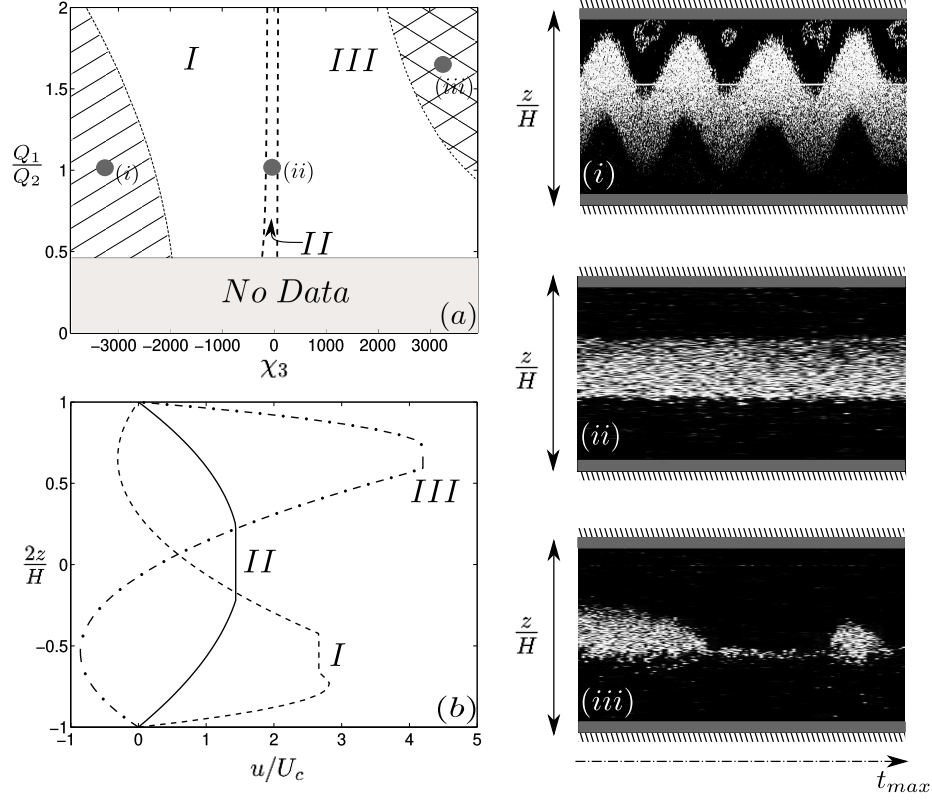 2
1.5
1
0.5
0
Q₁/Q₂
I
III
(iii)
(i)
(ii)
II
No Data
(a)
−3000 −2000 −1000 0 1000 2000 3000
χ₃
1
0.5
0
−0.5
−1
2z/H
III
II
I
(b)
−1 0 1 2 3 4 5
u/U_c
z/H
(i)
z/H
(ii)
z/H
(iii)
t_max